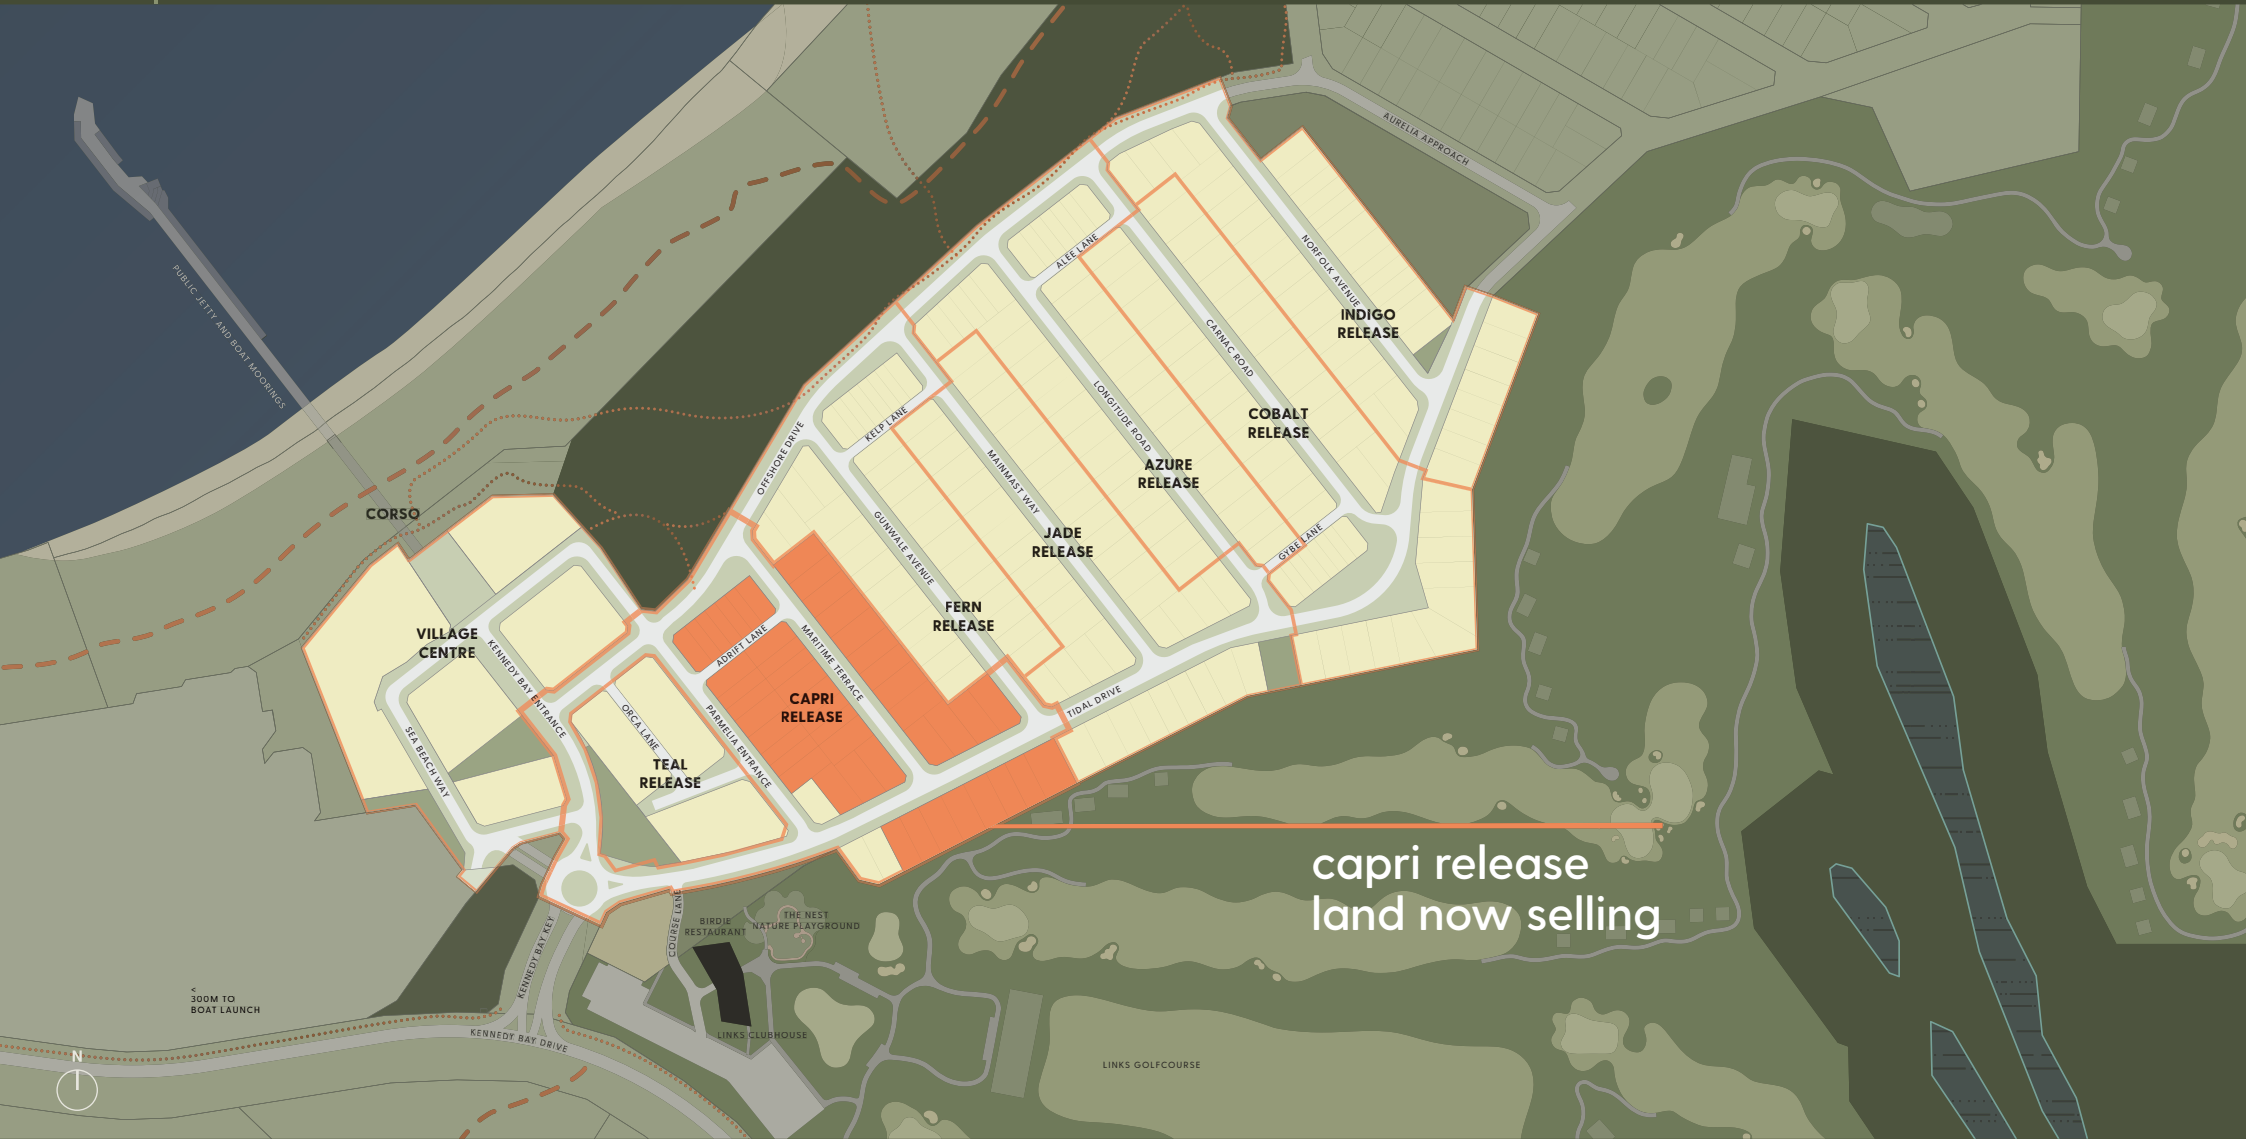 AURELIA APPROACH
PUBLIC JETTY AND BOAT MOORINGS
ALEE LANE
NORFOLK AVENUE
INDIGO
RELEASE
CARNAC ROAD
COBALT
RELEASE
LONGITUDE ROAD
AZURE
RELEASE
KELP LANE
OFFSHORE DRIVE
MAINMAST WAY
GYBE LANE
JADE
RELEASE
CORSO
GUNWALE AVENUE
FERN
RELEASE
VILLAGE
CENTRE
KENNEDY BAY ENTRANCE
ADRIFT LANE
MARITIME TERRACE
CAPRI
RELEASE
TIDAL DRIVE
ORCA LANE
PARMELIA ENTRANCE
SEA BEACH WAY
TEAL
RELEASE
capri release
land now selling
COURSE LANE
BIRDIE
RESTAURANT
THE NEST
NATURE PLAYGROUND
KENNEDY BAY KEY
<
300M TO
BOAT LAUNCH
LINKS CLUBHOUSE
KENNEDY BAY DRIVE
N
LINKS GOLFCOURSE